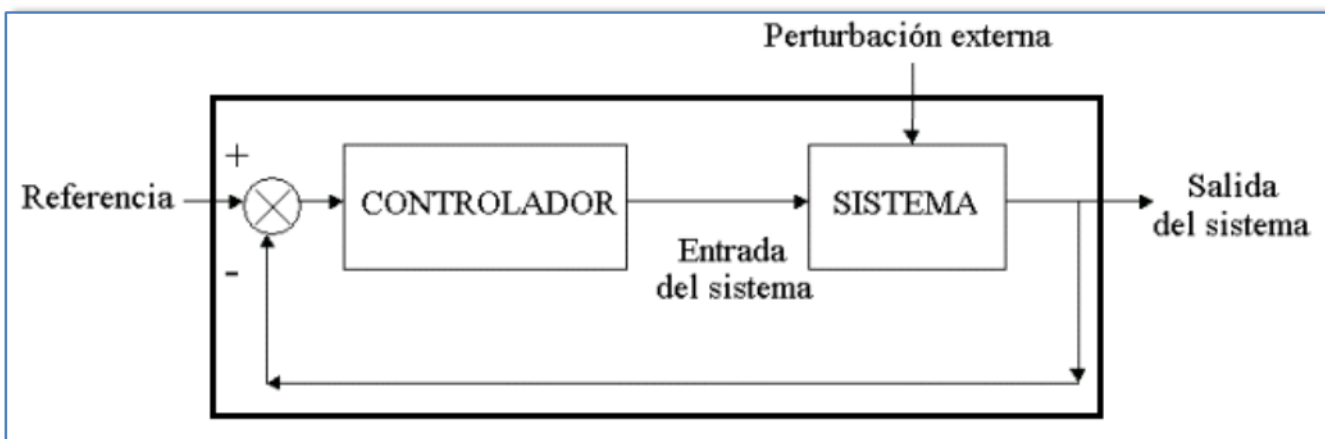 Perturbación externa
+
Referencia
CONTROLADOR
SISTEMA
Salida
del sistema
Entrada
del sistema
-